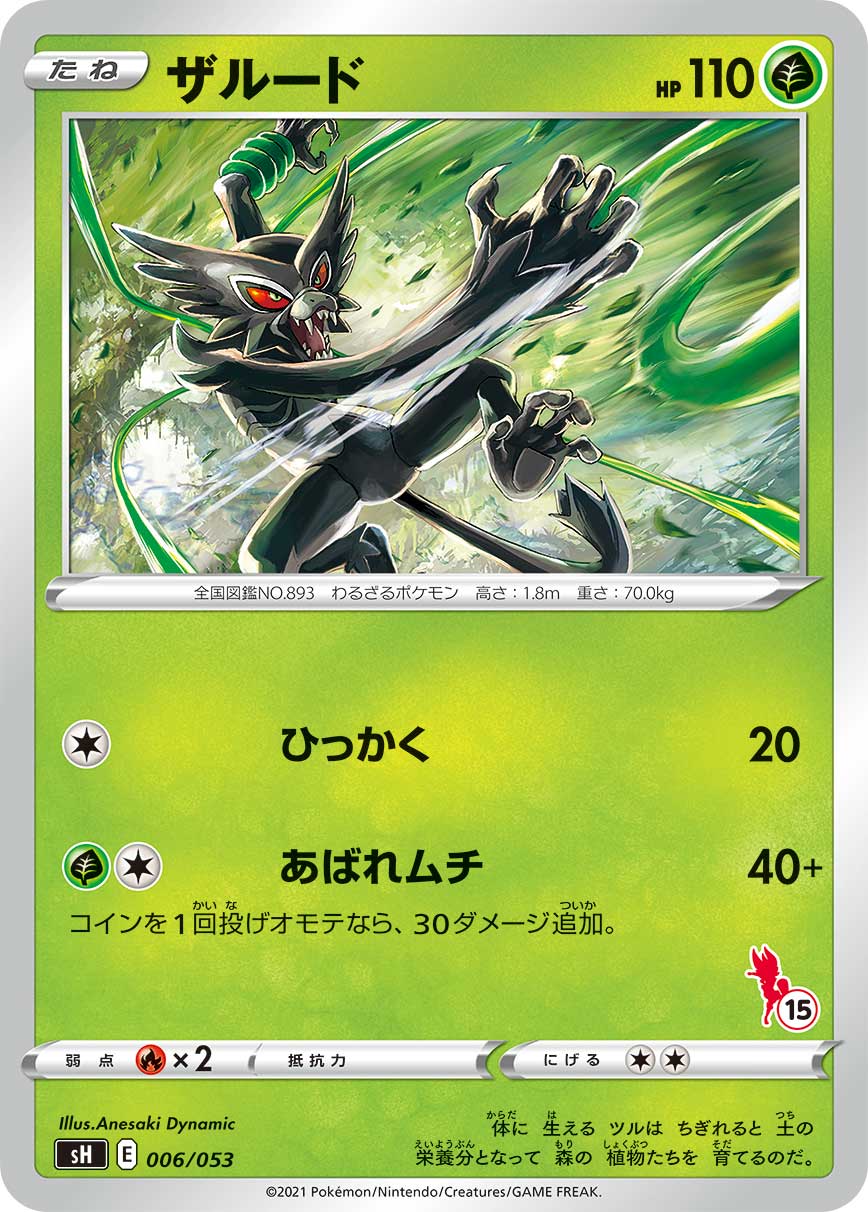 たね ザルード HP 110
全国図鑑NO.893 わるざるポケモン 高さ：1.8m 重さ：70.0kg
ひっかく 20
あばれムチ 40+
コインを1回投げオモテなら、30ダメージ追加。
15
弱点 ×2 抵抗力 にげる
Illus.Anesaki Dynamic
体に 生える ツルは ちぎれると 土の
栄養分となって 森の 植物たちを 育てるのだ。
sH E 006/053
©2021 Pokémon/Nintendo/Creatures/GAME FREAK.